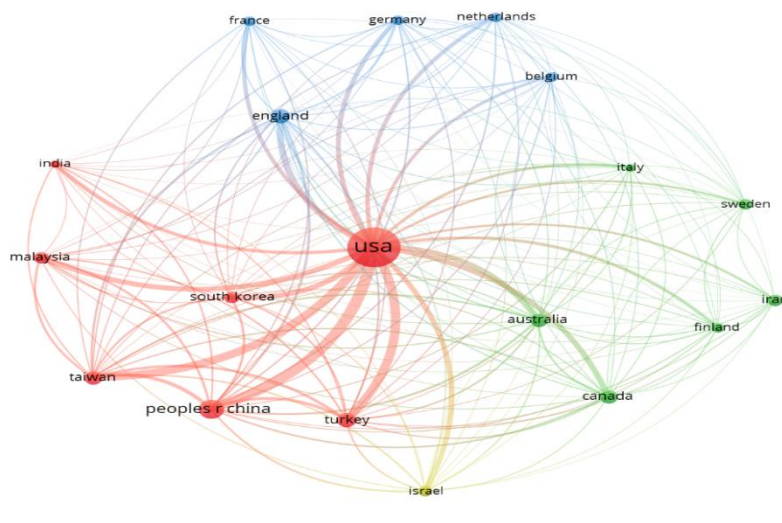 france
germany
netherlands
belgium
england
india
italy
sweden
malaysia
usa
south korea
iran
australia
finland
taiwan
canada
peoples r china
turkey
israel